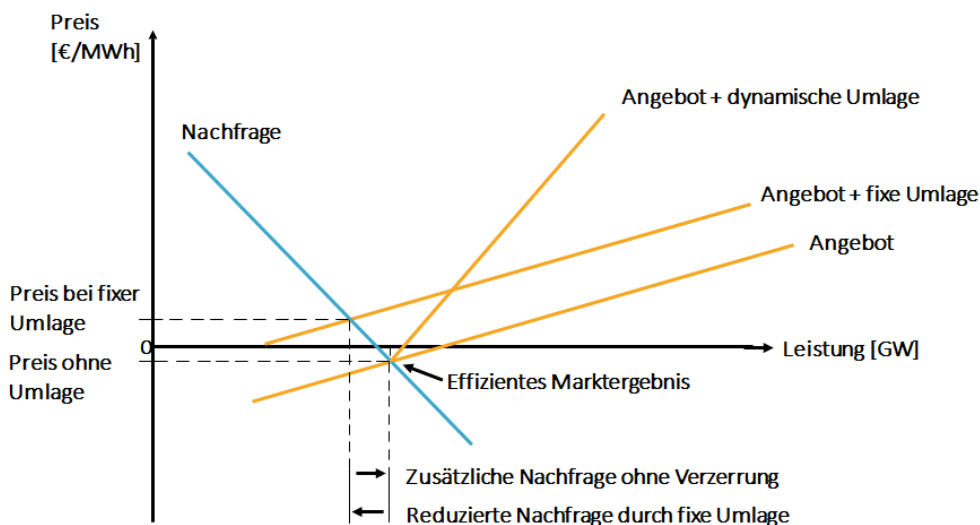 Preis
[€/MWh]
Angebot + dynamische Umlage
Nachfrage
Angebot + fixe Umlage
Angebot
Preis bei fixer
Umlage
0
Leistung [GW]
Preis ohne
Umlage
Effizientes Marktergebnis
Zusätzliche Nachfrage ohne Verzerrung
Reduzierte Nachfrage durch fixe Umlage